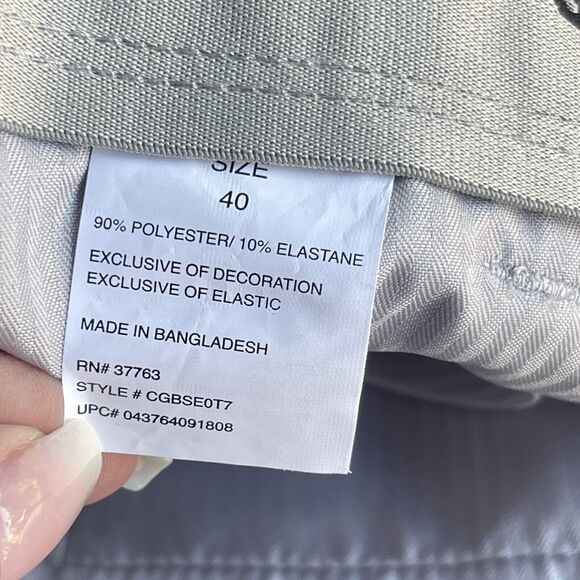 SIZE
40
90% POLYESTER/ 10% ELASTANE
EXCLUSIVE OF DECORATION
EXCLUSIVE OF ELASTIC
MADE IN BANGLADESH
RN# 37763
STYLE # CGBSE0T7
UPC# 043764091808